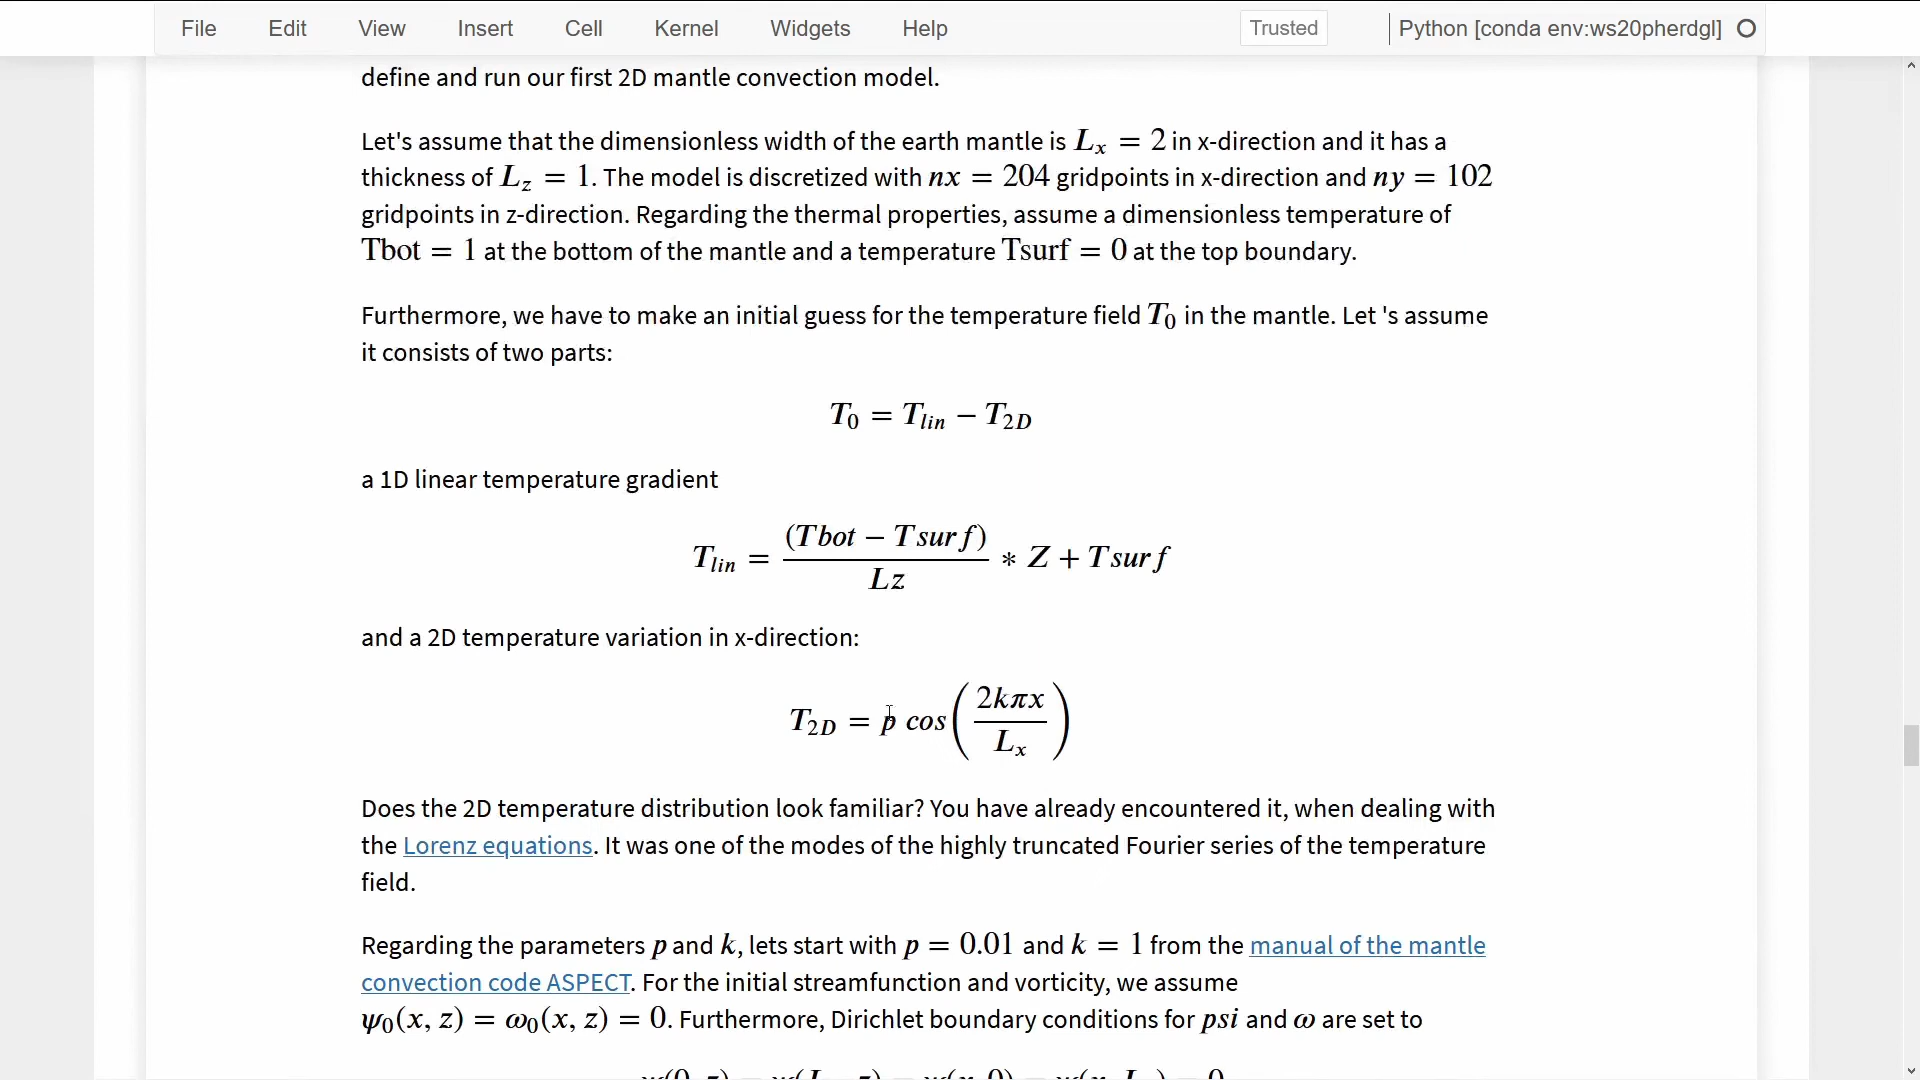 File Edit View Insert Cell Kernel Widgets Help Trusted Python [conda env:ws20pherdgl]
define and run our first 2D mantle convection model.
Let's assume that the dimensionless width of the earth mantle is Lₓ = 2 in x-direction and it has a
thickness of L_z = 1. The model is discretized with nx = 204 gridpoints in x-direction and ny = 102
gridpoints in z-direction. Regarding the thermal properties, assume a dimensionless temperature of
Tbot = 1 at the bottom of the mantle and a temperature Tsurf = 0 at the top boundary.
Furthermore, we have to make an initial guess for the temperature field T₀ in the mantle. Let 's assume
it consists of two parts:
T₀ = T_lin − T_2D
a 1D linear temperature gradient
T_lin = (Tbot − Tsurf) / Lz * Z + Tsurf
and a 2D temperature variation in x-direction:
T_2D = p cos(2kπx / Lₓ)
Does the 2D temperature distribution look familiar? You have already encountered it, when dealing with
the Lorenz equations. It was one of the modes of the highly truncated Fourier series of the temperature
field.
Regarding the parameters p and k, lets start with p = 0.01 and k = 1 from the manual of the mantle
convection code ASPECT. For the initial streamfunction and vorticity, we assume
ψ₀(x, z) = ω₀(x, z) = 0. Furthermore, Dirichlet boundary conditions for psi and ω are set to